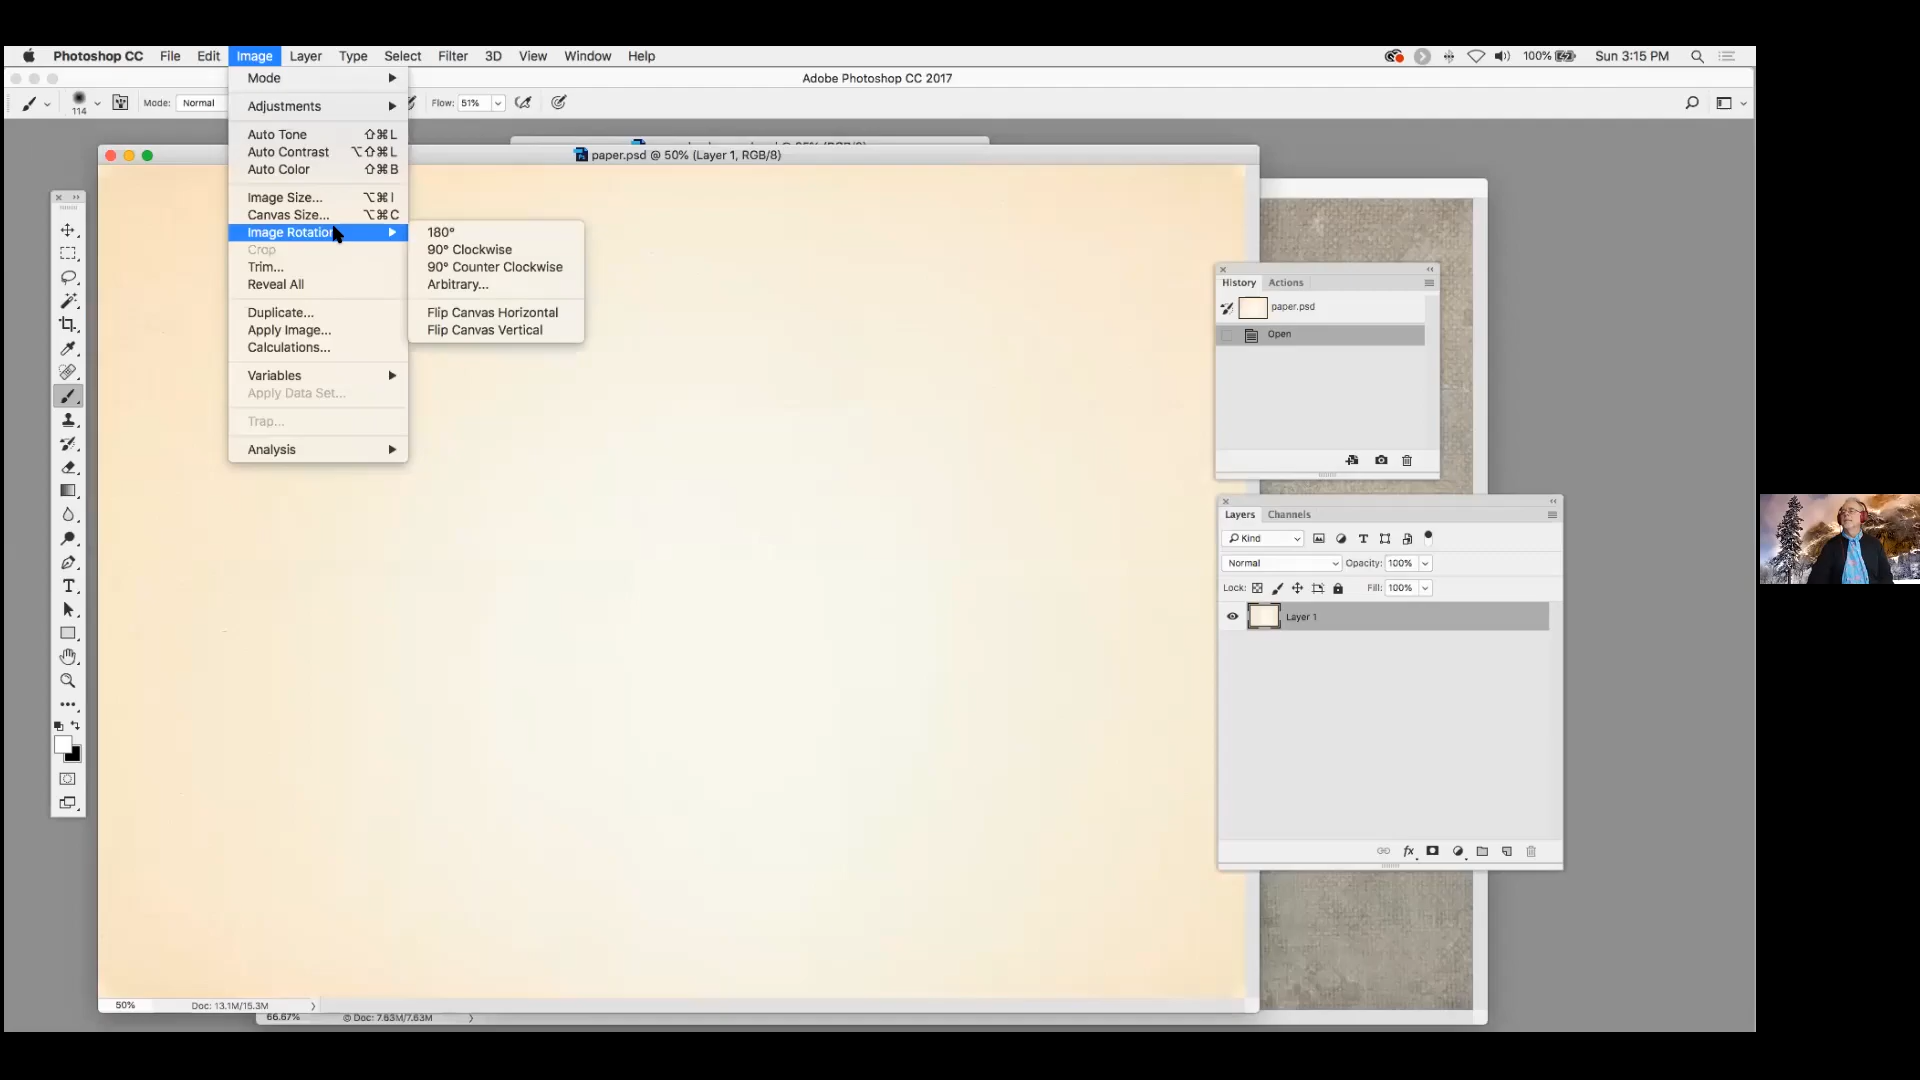 Photoshop CC File Edit Image Layer Type Select Filter 3D View Window Help 100% Sun 3:15 PM
Adobe Photoshop CC 2017
114 Mode: Normal Flow: 51%
Mode
Adjustments
Auto Tone ⇧⌘L
Auto Contrast ⌥⇧⌘L
Auto Color ⇧⌘B
Image Size... ⌥⌘I
Canvas Size... ⌥⌘C
Image Rotation
Crop
Trim...
Reveal All
Duplicate...
Apply Image...
Calculations...
Variables
Apply Data Set...
Trap...
Analysis
180°
90° Clockwise
90° Counter Clockwise
Arbitrary...
Flip Canvas Horizontal
Flip Canvas Vertical
paper.psd @ 50% (Layer 1, RGB/8)
History Actions
paper.psd
Open
Layers Channels
Kind
Normal Opacity: 100%
Lock: Fill: 100%
Layer 1
fx
50% Doc: 13.1M/15.3M
66.67% Doc: 7.63M/7.63M